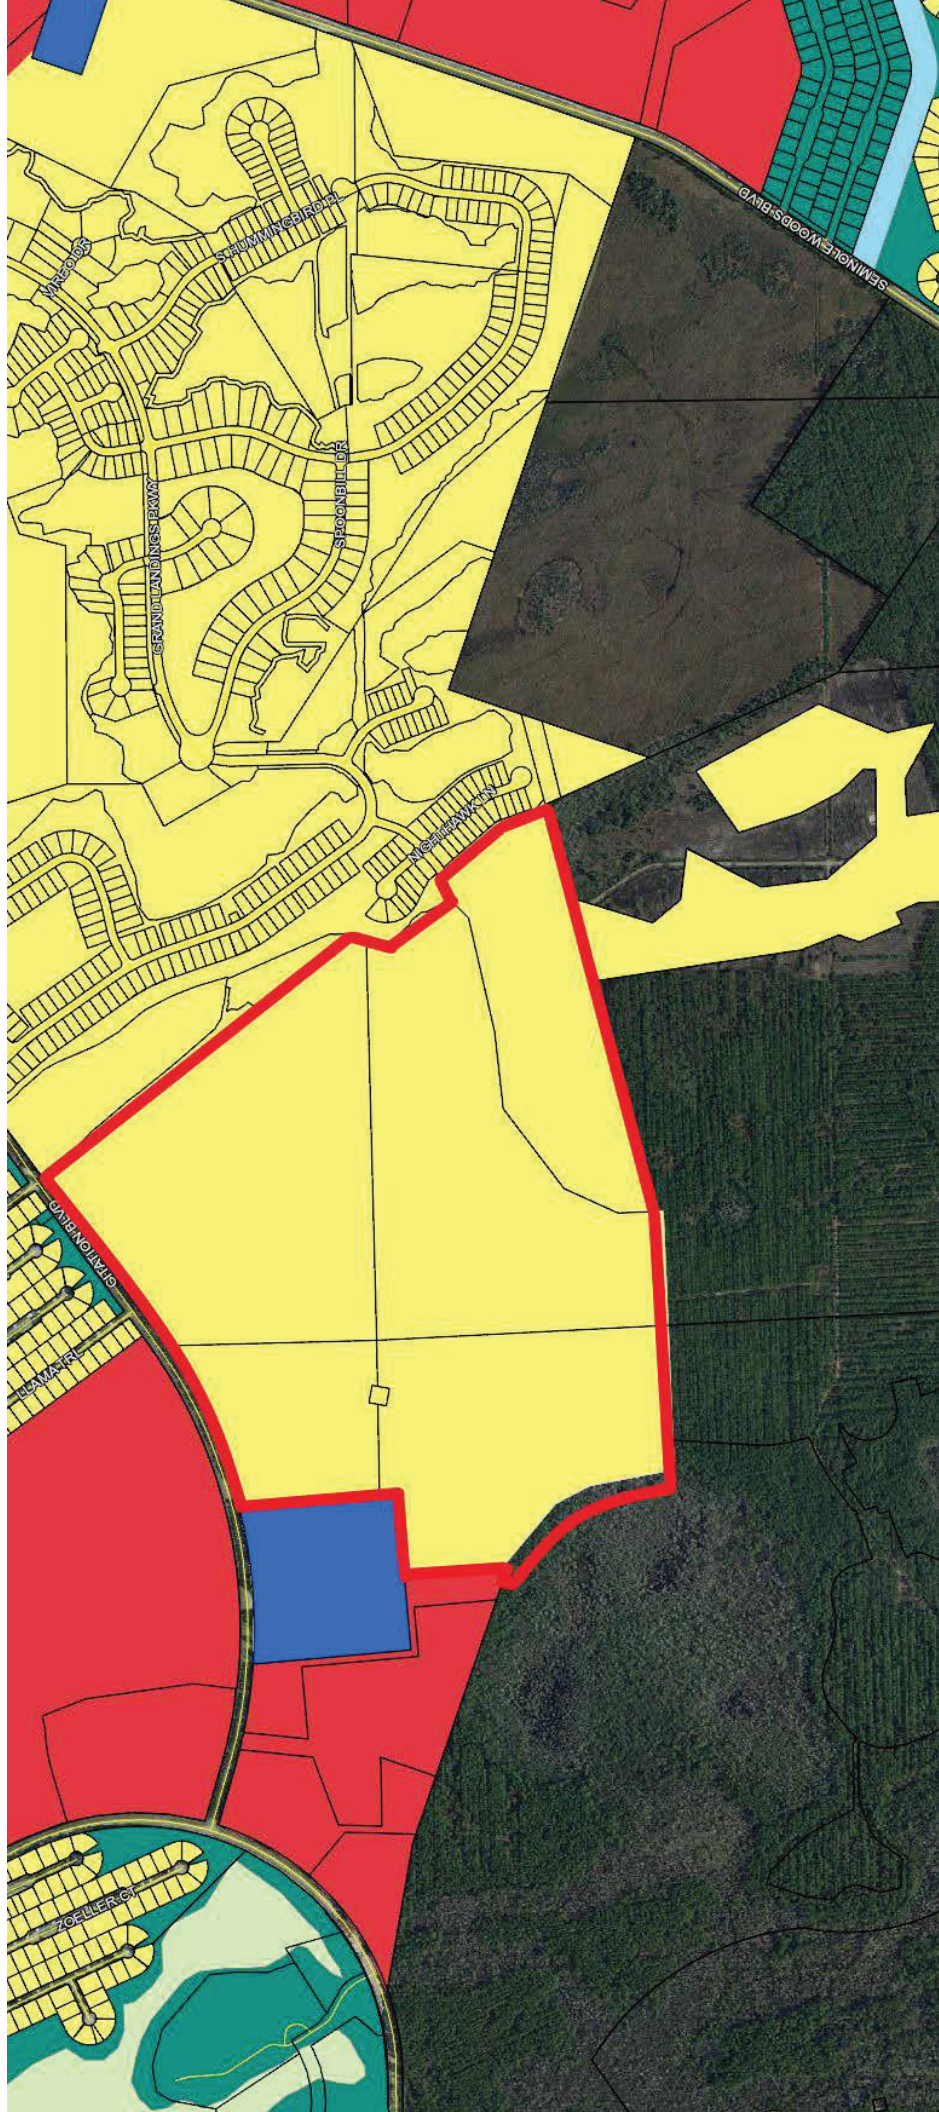 SEMINOLE WOODS BLVD
S HUMMINGBIRD PL
VIREO DR
SPOONBILL DR
GRAND LANDINGS PKWY
NIGHTHAWK LN
CITATION BLVD
LLAMA TRL
ZOELLER CT